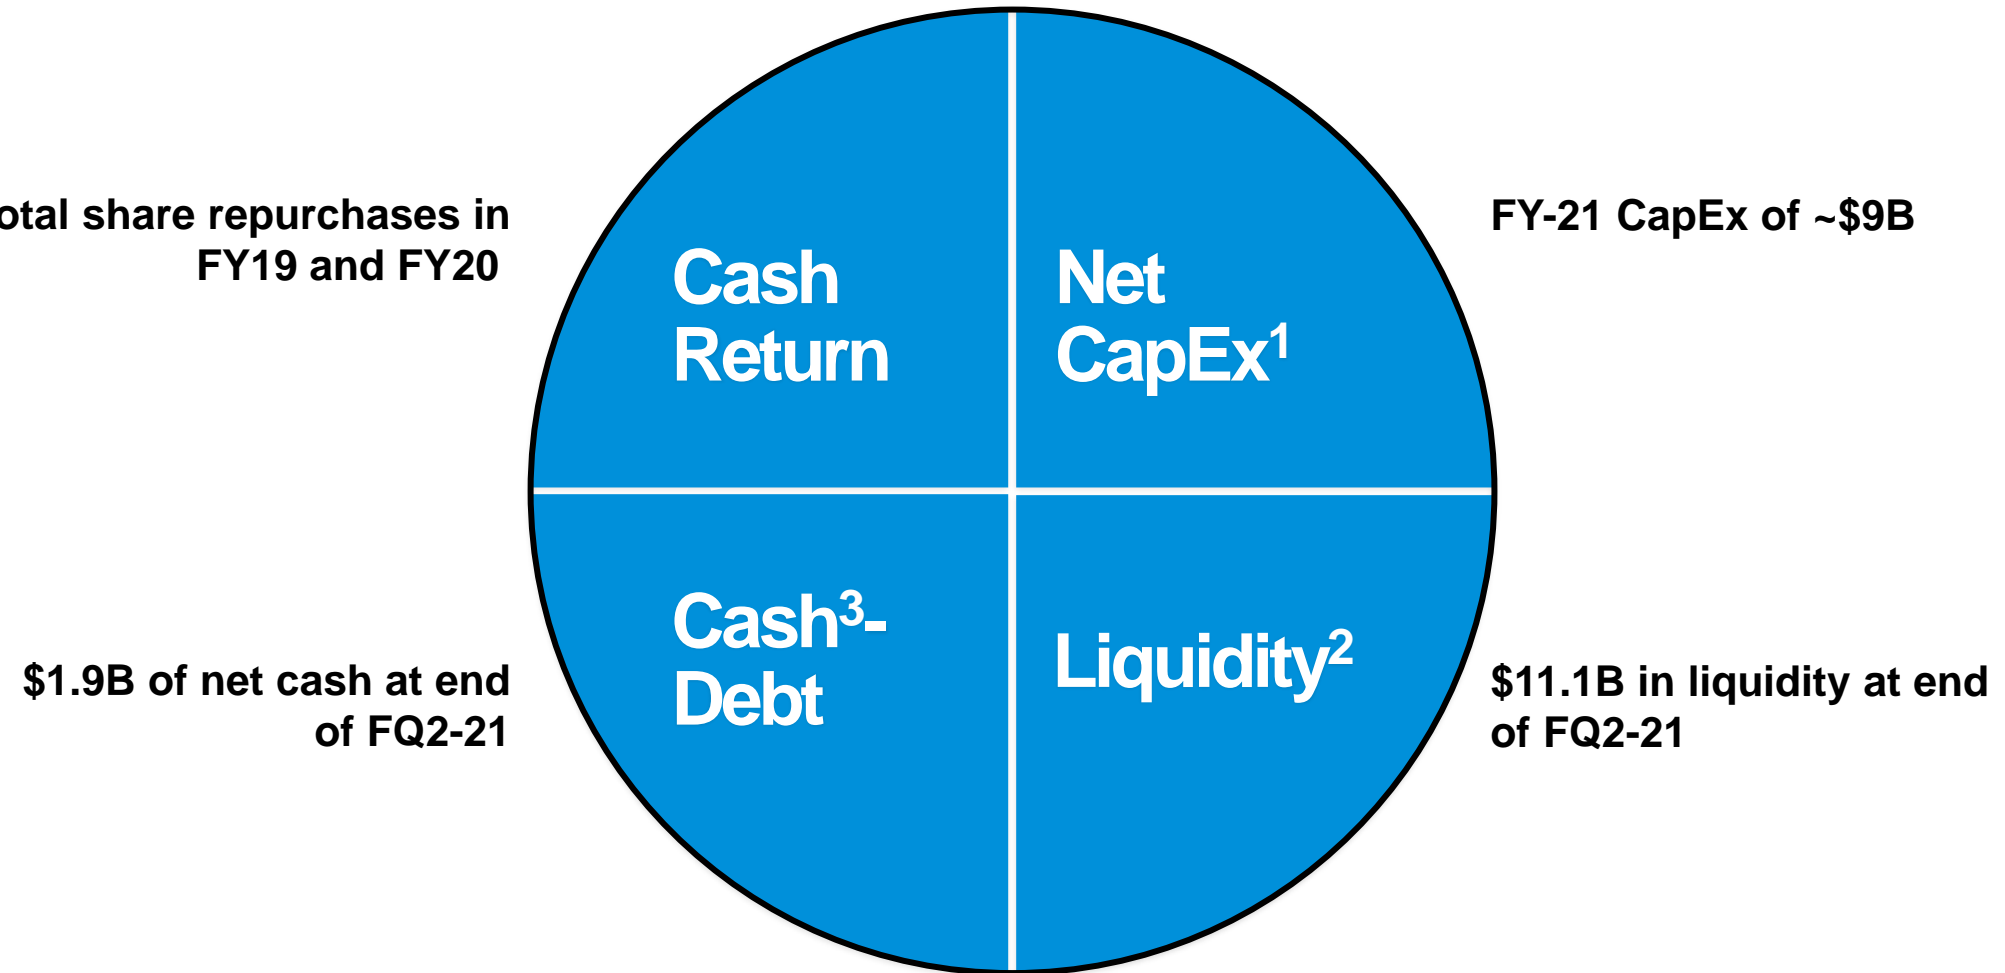 otal share repurchases in
FY19 and FY20
Cash
Return
Net
CapEx¹
FY-21 CapEx of ~$9B
$1.9B of net cash at end
of FQ2-21
Cash³-
Debt
Liquidity²
$11.1B in liquidity at end
of FQ2-21